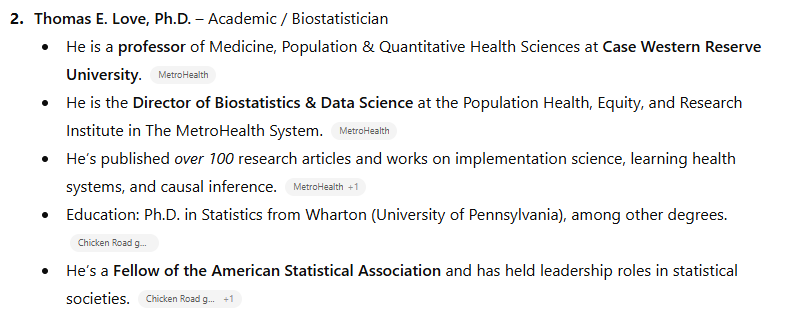 2. Thomas E. Love, Ph.D. – Academic / Biostatistician
• He is a professor of Medicine, Population & Quantitative Health Sciences at Case Western Reserve
University. MetroHealth
• He is the Director of Biostatistics & Data Science at the Population Health, Equity, and Research
Institute in The MetroHealth System. MetroHealth
• He's published over 100 research articles and works on implementation science, learning health
systems, and causal inference. MetroHealth +1
• Education: Ph.D. in Statistics from Wharton (University of Pennsylvania), among other degrees.
Chicken Road g...
• He's a Fellow of the American Statistical Association and has held leadership roles in statistical
societies. Chicken Road g... +1